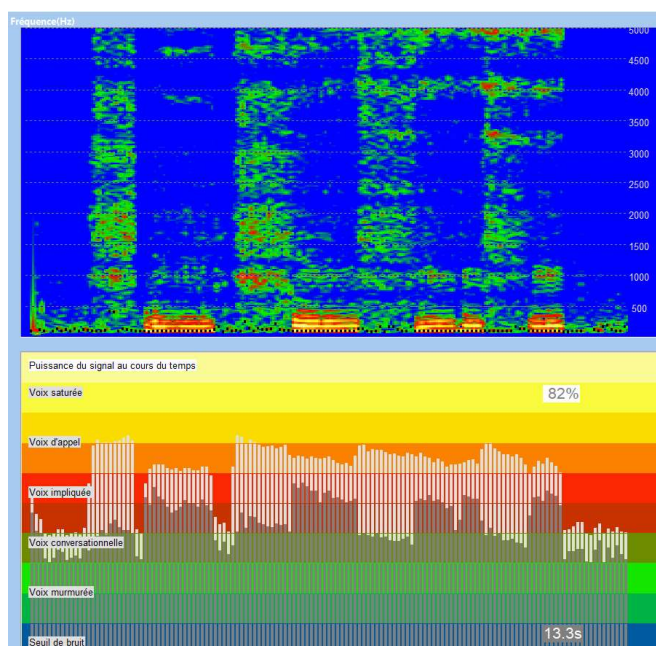 Fréquence(Hz)
5000
4500
4000
3500
3000
2500
2000
1500
1000
500
Puissance du signal au cours du temps
Voix saturée
82%
Voix d'appel
Voix impliquée
Voix conversationnelle
Voix murmurée
13.3s
Seuil de bruit